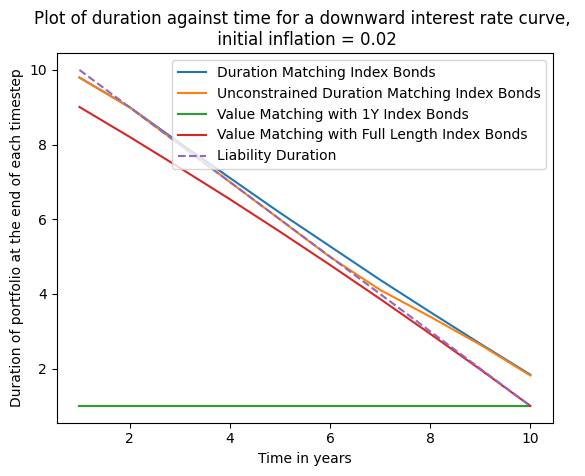 Plot of duration against time for a downward interest rate curve,
initial inflation = 0.02
Duration of portfolio at the end of each timestep
10
8
6
4
2
Duration Matching Index Bonds
Unconstrained Duration Matching Index Bonds
Value Matching with 1Y Index Bonds
Value Matching with Full Length Index Bonds
Liability Duration
2 4 6 8 10
Time in years